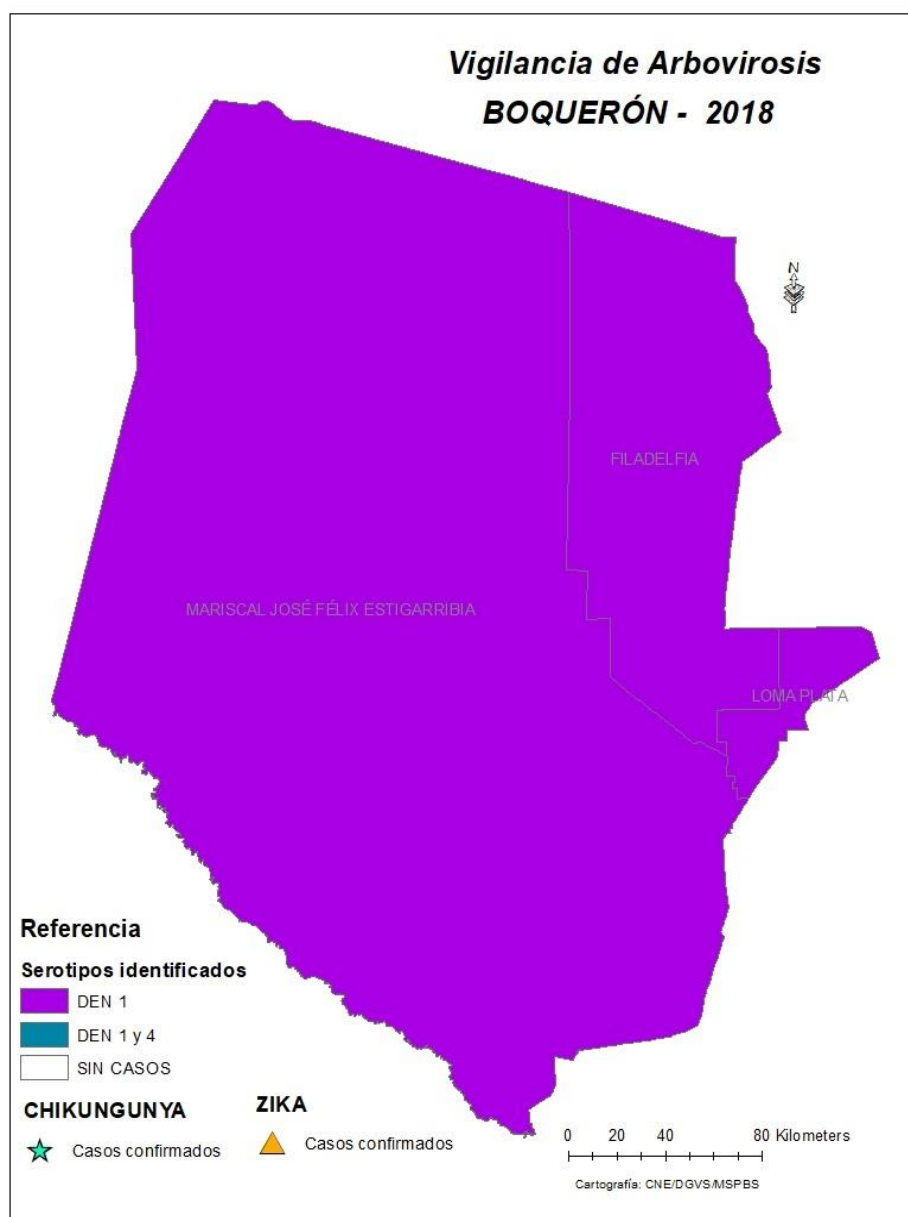 Vigilancia de Arbovirosis
BOQUERÓN - 2018
N
FILADELFIA
MARISCAL JOSÉ FÉLIX ESTIGARRIBIA
LOMA PLATA
Referencia
Serotipos identificados
DEN 1
DEN 1 y 4
SIN CASOS
CHIKUNGUNYA
Casos confirmados
ZIKA
Casos confirmados
0 20 40 80 Kilometers
Cartografía: CNE/DGVS/MSPBS